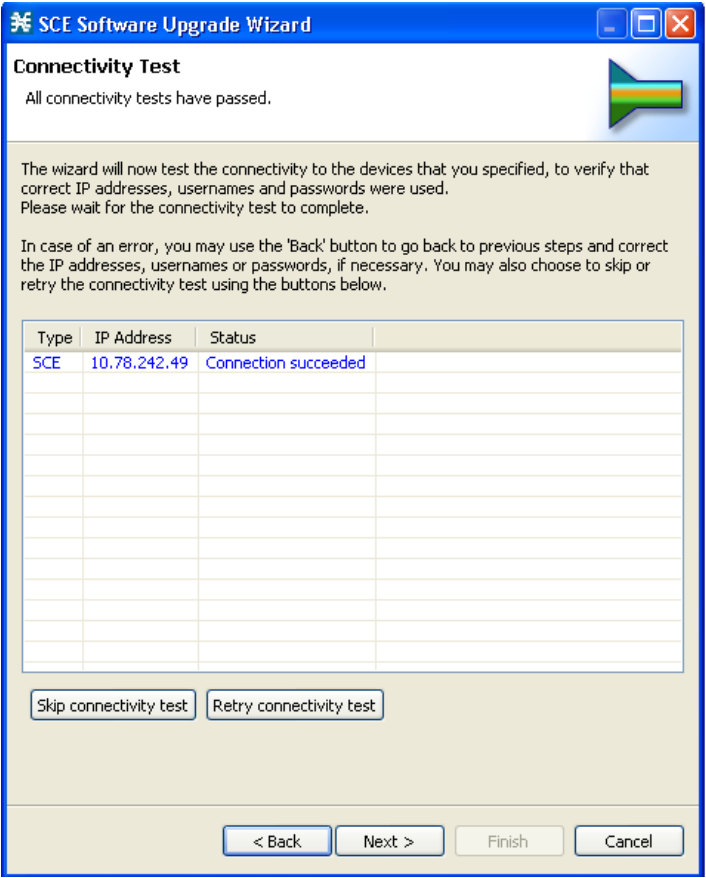 SCE Software Upgrade Wizard
Connectivity Test
All connectivity tests have passed.
The wizard will now test the connectivity to the devices that you specified, to verify that
correct IP addresses, usernames and passwords were used.
Please wait for the connectivity test to complete.
In case of an error, you may use the 'Back' button to go back to previous steps and correct
the IP addresses, usernames or passwords, if necessary. You may also choose to skip or
retry the connectivity test using the buttons below.
Type IP Address Status
SCE 10.78.242.49 Connection succeeded
Skip connectivity test Retry connectivity test
< Back Next > Finish Cancel